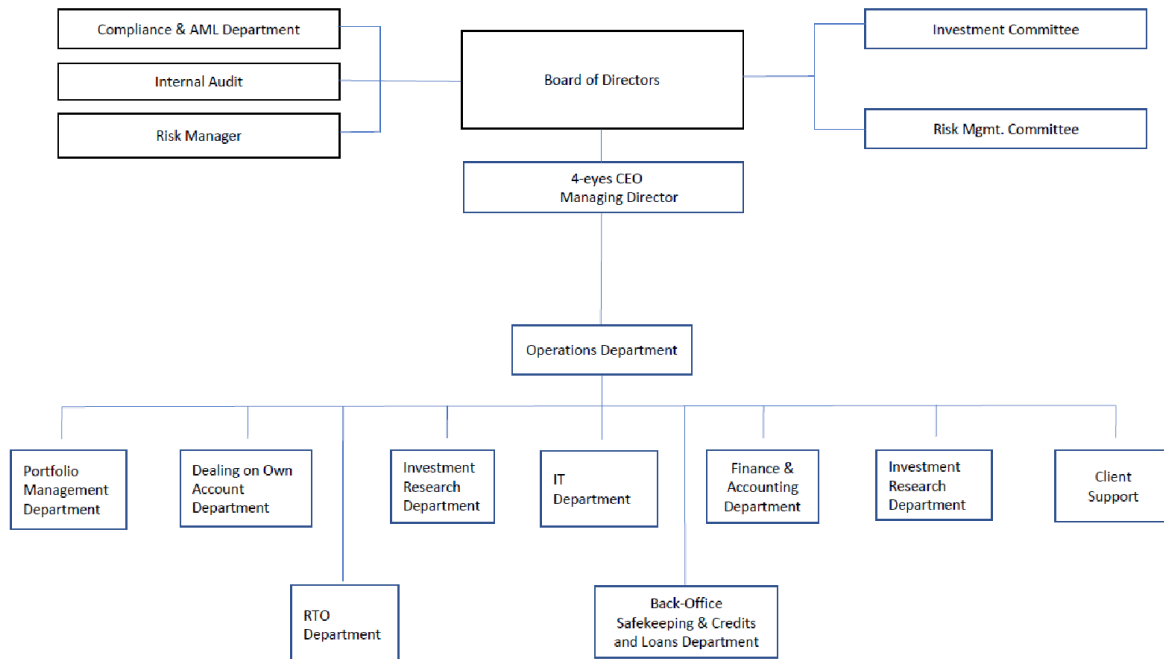 Compliance & AML Department
Internal Audit
Risk Manager
Board of Directors
Investment Committee
Risk Mgmt. Committee
4-eyes CEO
Managing Director
Operations Department
Portfolio
Management
Department
Dealing on Own
Account
Department
Investment
Research
Department
IT
Department
Finance &
Accounting
Department
Investment
Research
Department
Client
Support
RTO
Department
Back-Office
Safekeeping & Credits
and Loans Department